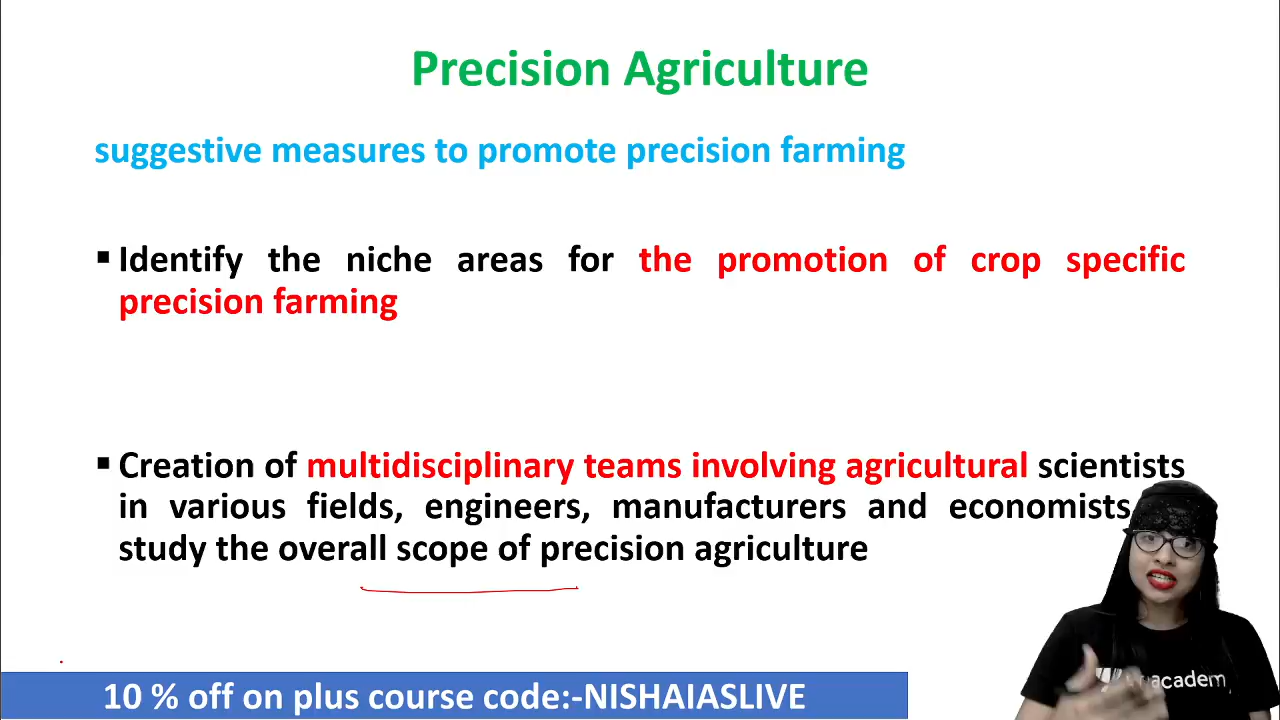 Precision Agriculture
suggestive measures to promote precision farming
▪ Identify the niche areas for the promotion of crop specific
precision farming
▪ Creation of multidisciplinary teams involving agricultural scientists
in various fields, engineers, manufacturers and economists
study the overall scope of precision agriculture
10 % off on plus course code:-NISHAIASLIVE